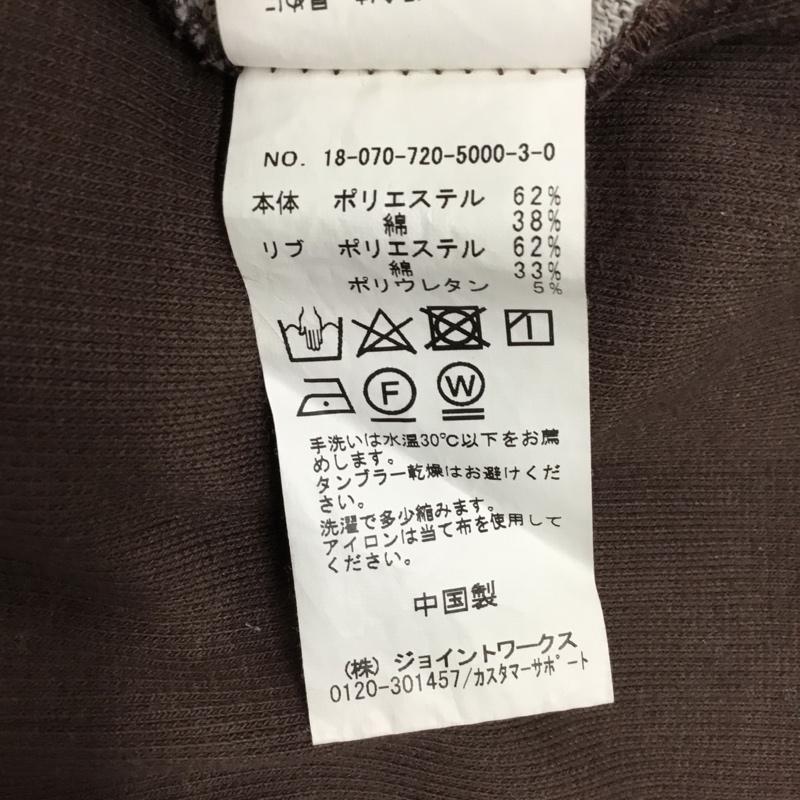 NO. 18-070-720-5000-3-0
本体 ポリエステル 62%
綿 38%
リブ ポリエステル 62%
綿 33%
ポリウレタン 5%
F W
手洗いは水温30℃以下をお薦
めします。
タンブラー乾燥はお避けくだ
さい。
洗濯で多少縮みます。
アイロンは当て布を使用して
ください。
中国製
(株) ジョイントワークス
0120-301457/カスタマーサポート